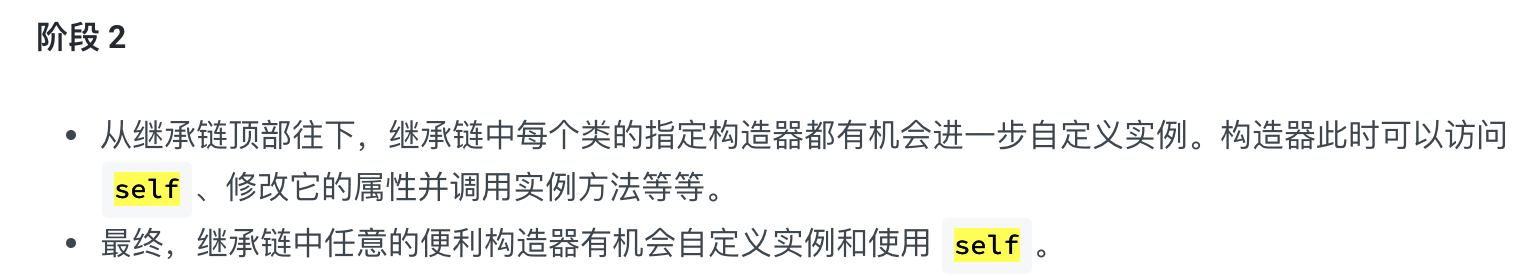 阶段 2
从继承链顶部往下，继承链中每个类的指定构造器都有机会进一步自定义实例。构造器此时可以访问
self 、修改它的属性并调用实例方法等等。
最终，继承链中任意的便利构造器有机会自定义实例和使用 self 。